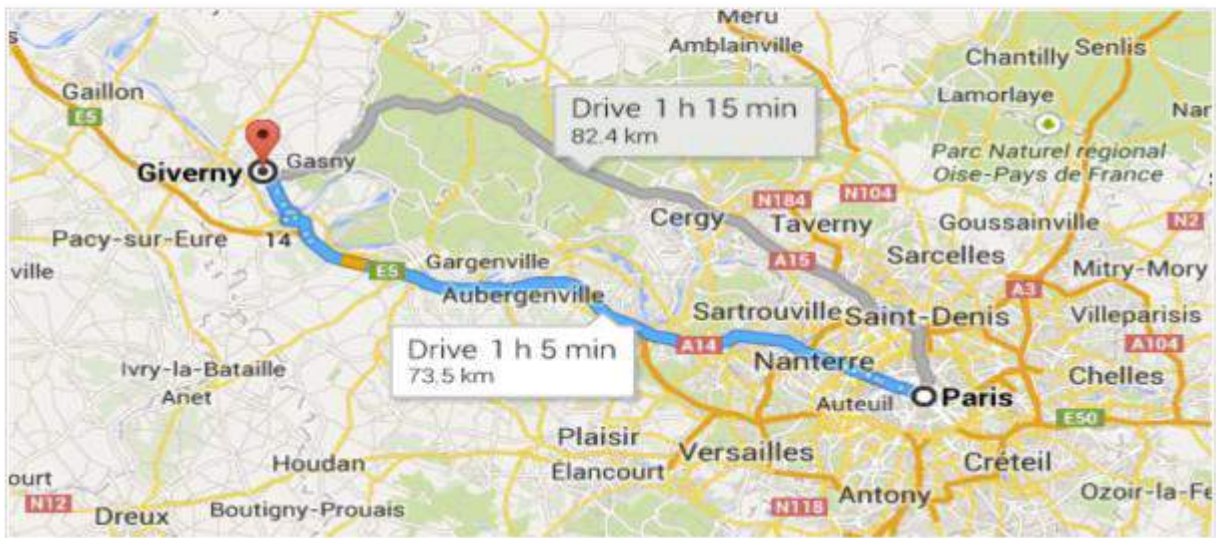 Meru
Amblainville
Chantilly
Senlis
Gaillon
E5
Drive 1 h 15 min
82.4 km
Lamorlaye
Nar
Giverny
Gasny
Parc Naturel regional
Oise-Pays de France
N184
N104
Cergy
Taverny
Goussainville
N2
Pacy-sur-Eure
14
ville
E5
Gargenville
A15
Sarcelles
Mitry-Mory
A3
Aubergenville
Sartrouville
Saint-Denis
Villeparisis
Drive 1 h 5 min
73.5 km
A14
Nanterre
A104
Ivry-la-Bataille
Anet
Chelles
Auteuil
Paris
E50
Plaisir
Versailles
Élancourt
Houdan
Créteil
ourt
N12
Dreux
Boutigny-Prouais
N118
Antony
Ozoir-la-Fe